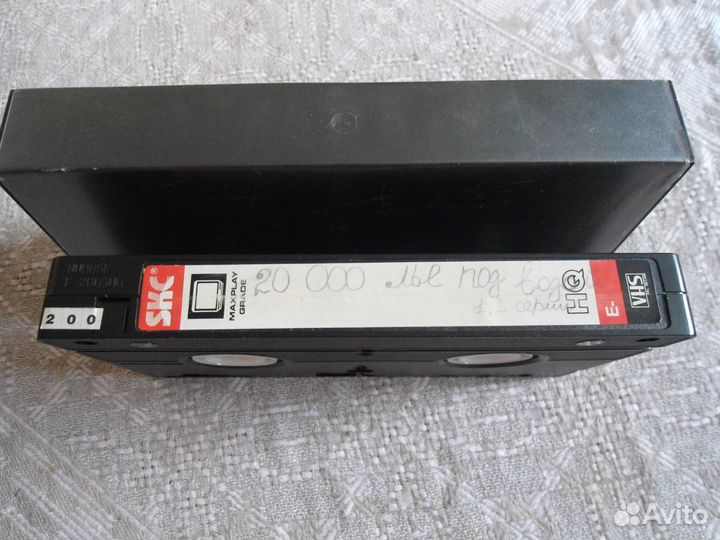 SKC®
MAXPLAY
GRADE
20 000 лье под водой
1, 2 серии
HQ
E-
VHS
200
Avito